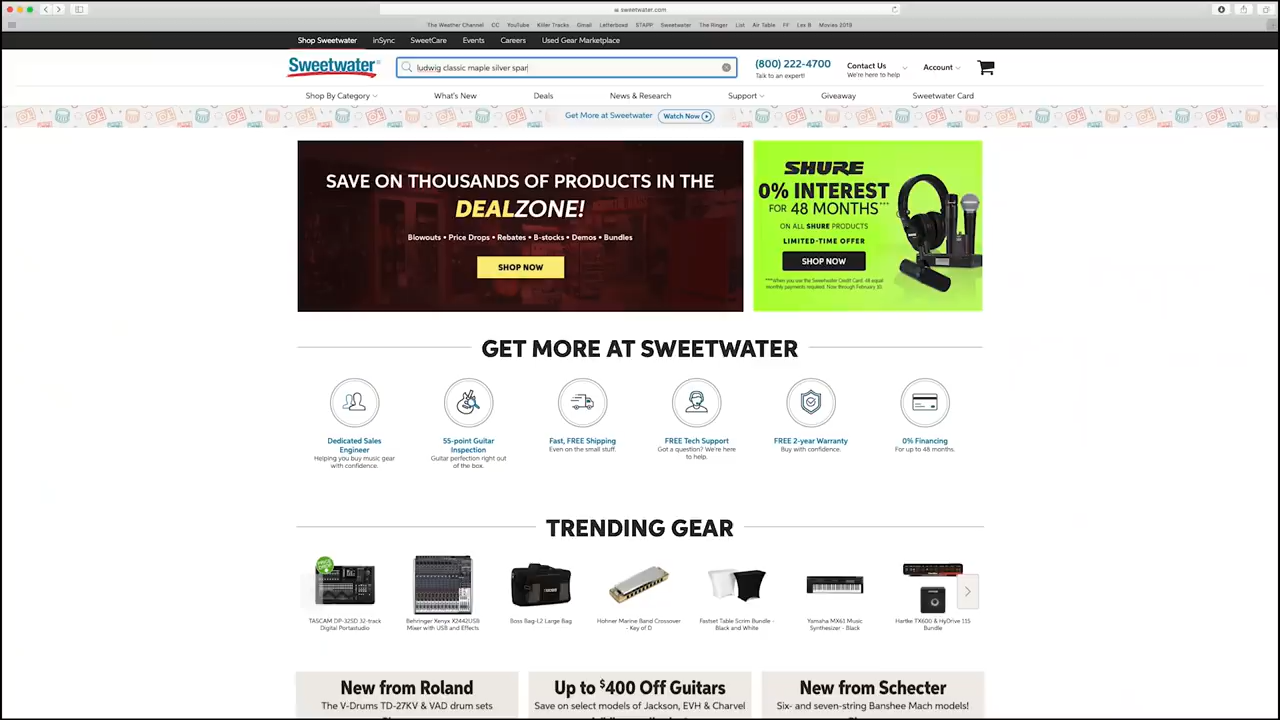 sweetwater.com
The Weather Channel CC YouTube Killer Tracks Gmail Letterboxd STAPP Sweetwater The Ringer List Air Table FF Les B Movies 2019
Shop Sweetwater inSync SweetCare Events Careers Used Gear Marketplace
Sweetwater
ludwig classic maple silver spar
(800) 222-4700
Talk to an expert!
Contact Us
We're here to help
Account
Shop By Category What's New Deals News & Research Support Giveaway Sweetwater Card
Get More at Sweetwater Watch Now
SAVE ON THOUSANDS OF PRODUCTS IN THE
DEALZONE!
Blowouts • Price Drops • Rebates • B-stocks • Demos • Bundles
SHOP NOW
SHURE
0% INTEREST
FOR 48 MONTHS***
ON ALL SHURE PRODUCTS
LIMITED-TIME OFFER
SHOP NOW
***When you use the Sweetwater Credit Card. 48 equal
monthly payments required. Now through February 10.
GET MORE AT SWEETWATER
Dedicated Sales
Engineer
Helping you buy music gear
with confidence.
55-point Guitar
Inspection
Guitar perfection right out
of the box.
Fast, FREE Shipping
Even on the small stuff.
FREE Tech Support
Got a question? We're here
to help.
FREE 2-year Warranty
Buy with confidence.
0% Financing
For up to 48 months.
TRENDING GEAR
TASCAM DP-32SD 32-track
Digital Portastudio
Behringer Xenyx X2442USB
Mixer with USB and Effects
Boss Bag-L2 Large Bag
Hohner Marine Band Crossover
- Key of D
Fastset Table Scrim Bundle -
Black and White
Yamaha MX61 Music
Synthesizer - Black
Hartke TX600 & HyDrive 115
Bundle
New from Roland
The V-Drums TD-27KV & VAD drum sets
Up to $400 Off Guitars
Save on select models of Jackson, EVH & Charvel
New from Schecter
Six- and seven-string Banshee Mach models!